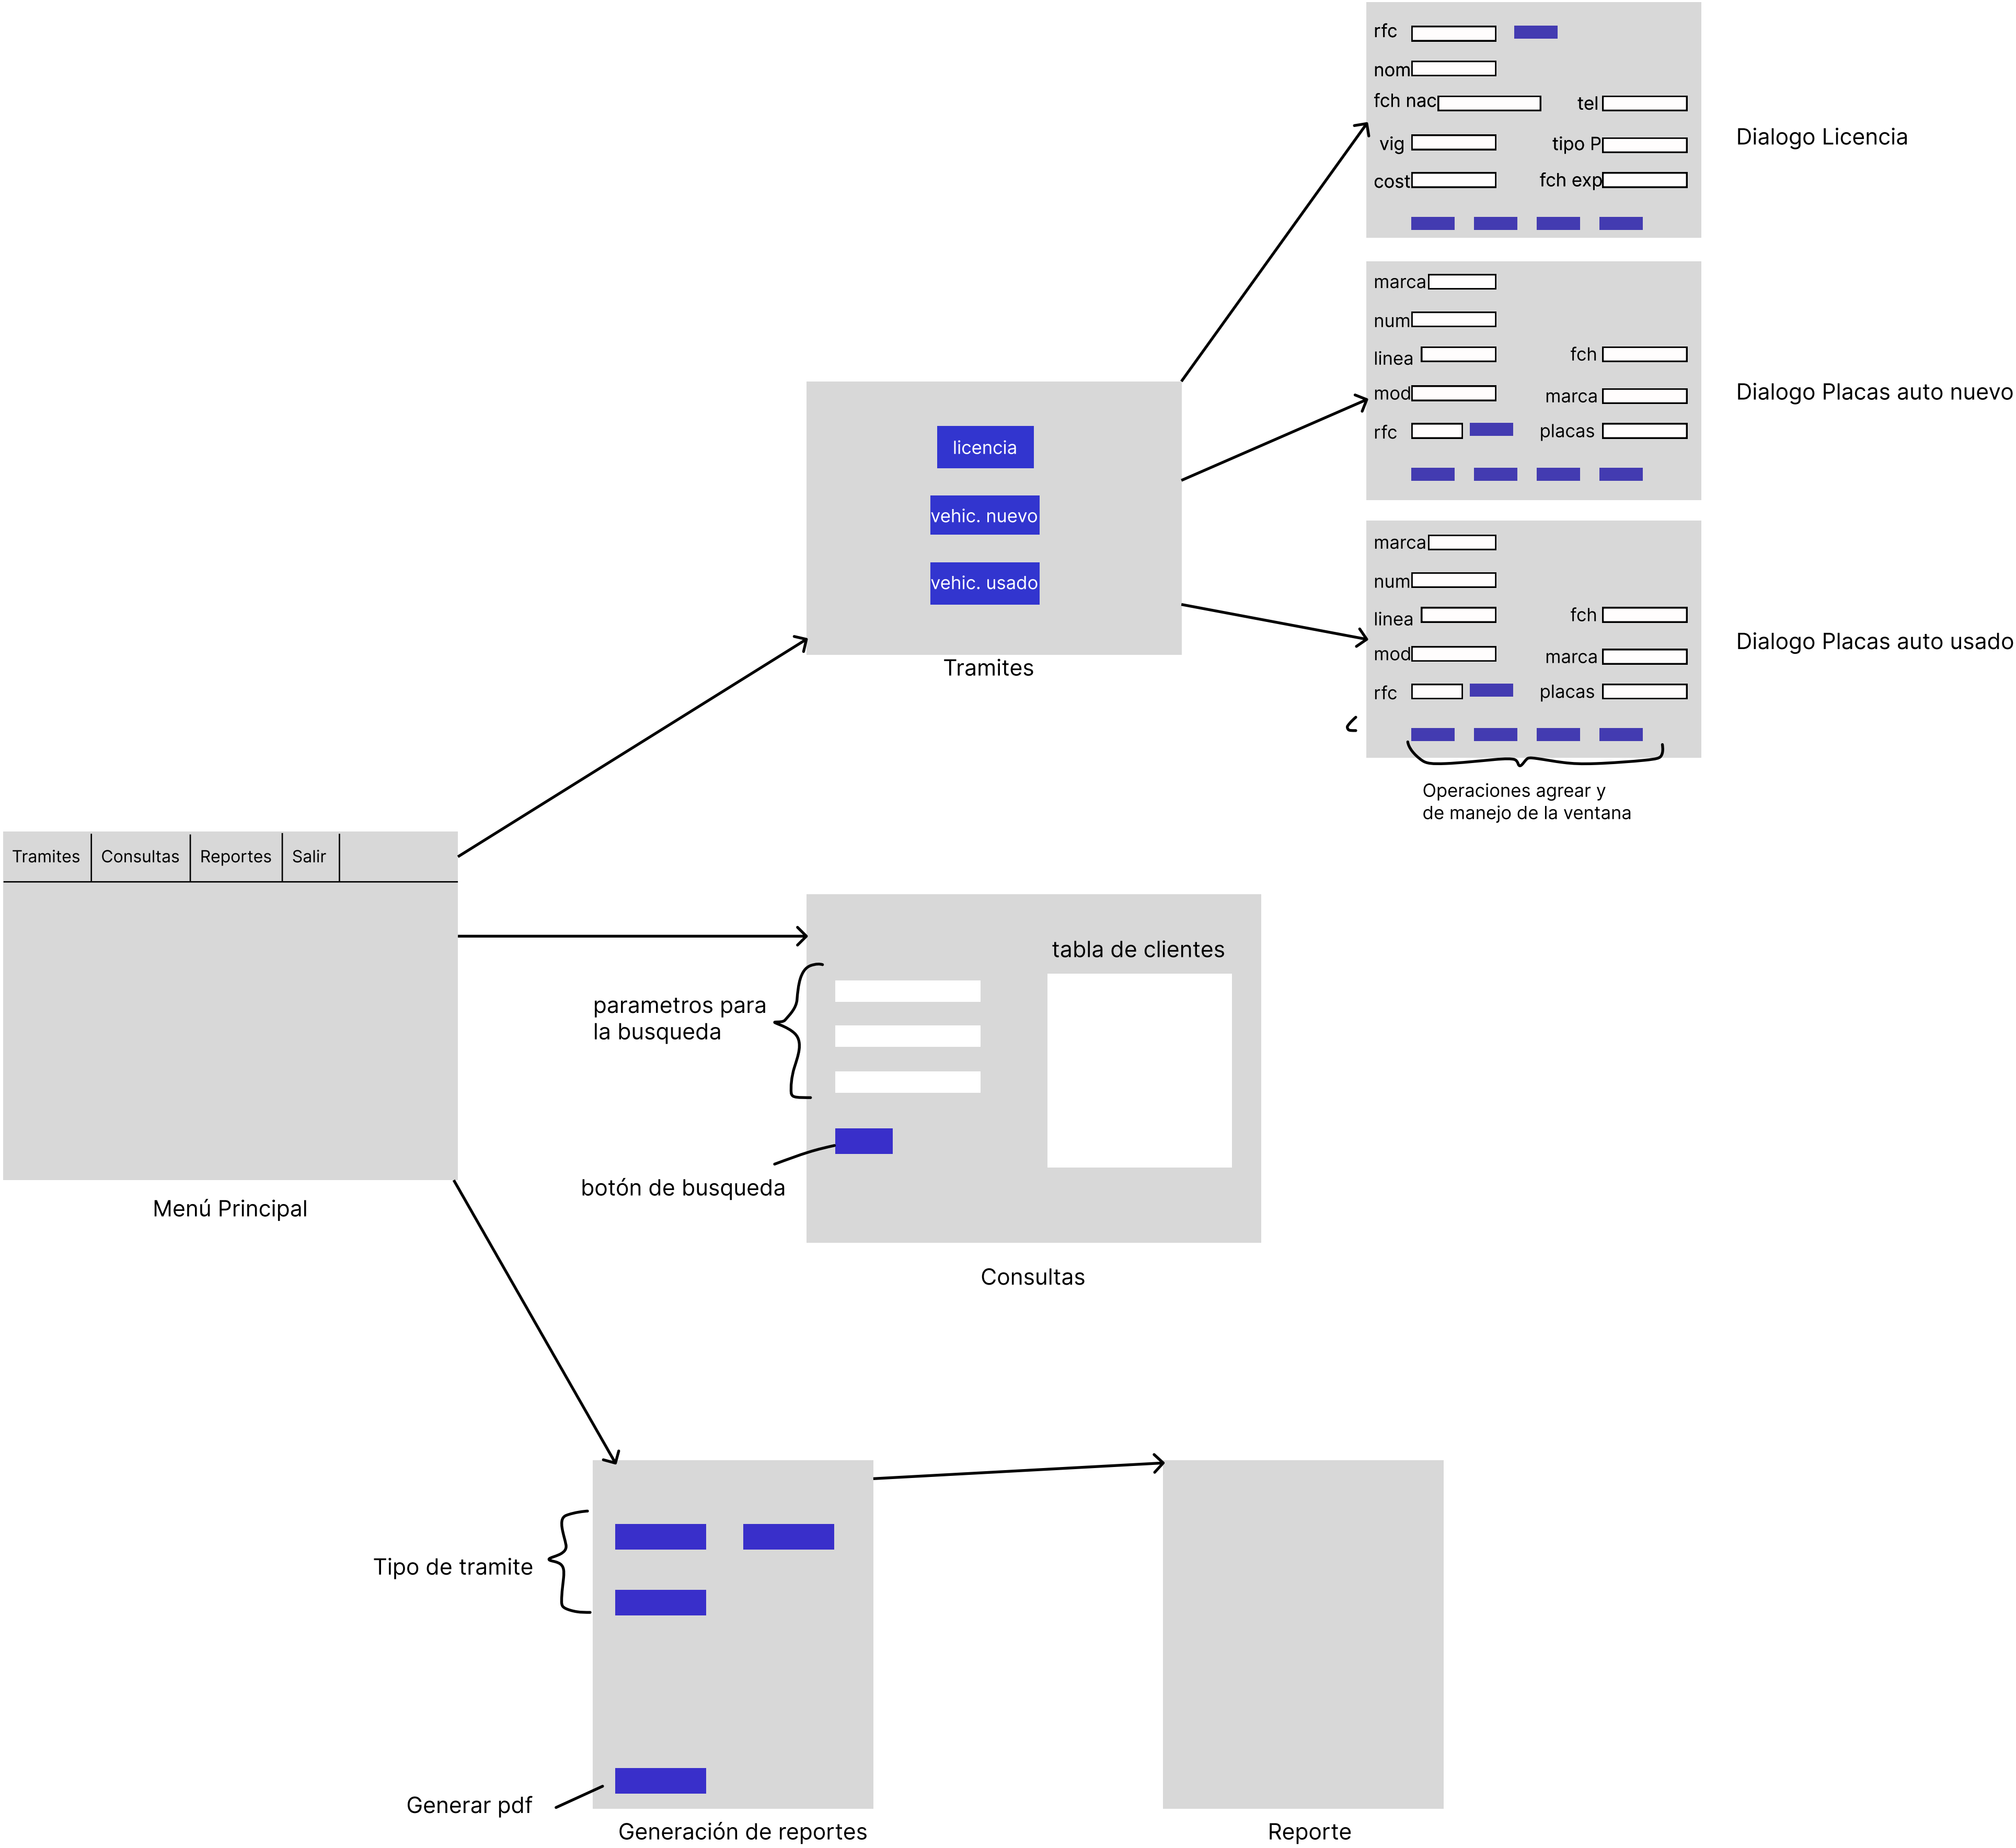 rfc
nom
fch nac
tel
vig
tipo P
cost
fch exp
Dialogo Licencia
marca
num
linea
fch
mod
marca
rfc
placas
Dialogo Placas auto nuevo
marca
num
linea
fch
mod
marca
rfc
placas
Dialogo Placas auto usado
Operaciones agrear y
de manejo de la ventana
licencia
vehic. nuevo
vehic. usado
Tramites
Tramites
Consultas
Reportes
Salir
Menú Principal
tabla de clientes
parametros para
la busqueda
botón de busqueda
Consultas
Tipo de tramite
Generar pdf
Generación de reportes
Reporte